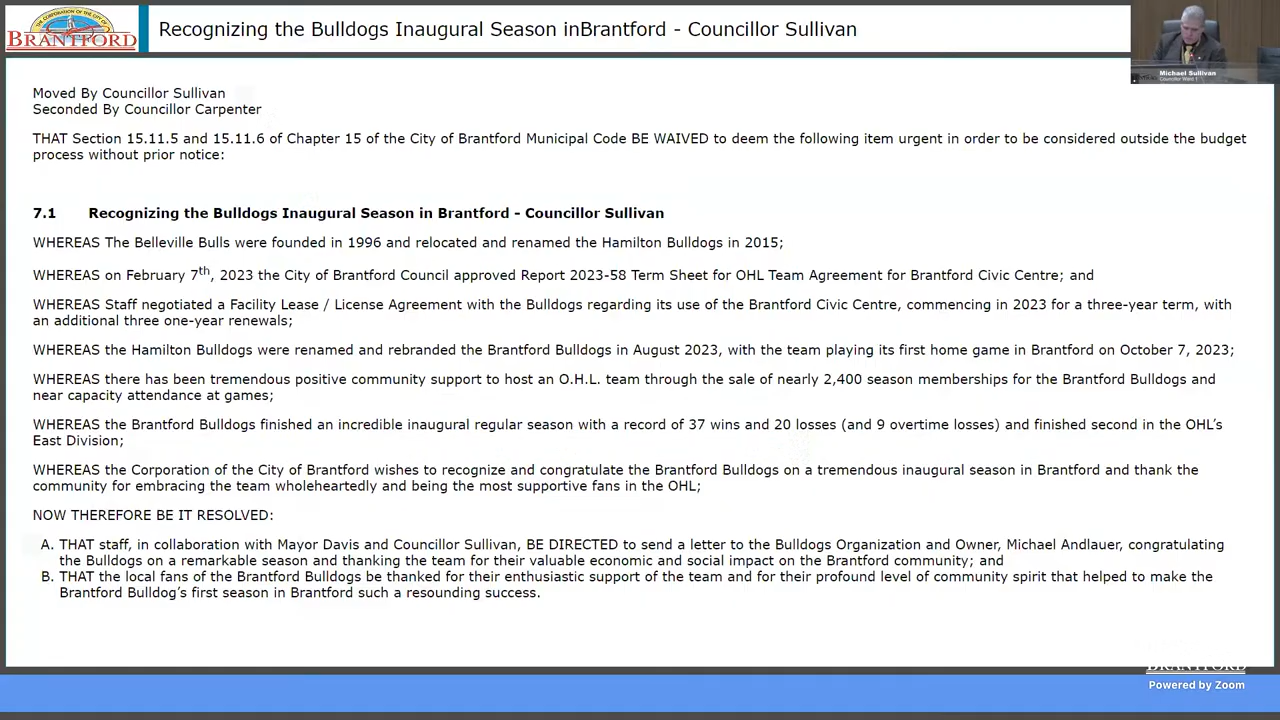 THE CORPORATION OF THE CITY OF
BRANTFORD
Recognizing the Bulldogs Inaugural Season inBrantford - Councillor Sullivan
Michael Sullivan
Councillor Ward 1
Moved By Councillor Sullivan
Seconded By Councillor Carpenter
THAT Section 15.11.5 and 15.11.6 of Chapter 15 of the City of Brantford Municipal Code BE WAIVED to deem the following item urgent in order to be considered outside the budget
process without prior notice:
7.1 Recognizing the Bulldogs Inaugural Season in Brantford - Councillor Sullivan
WHEREAS The Belleville Bulls were founded in 1996 and relocated and renamed the Hamilton Bulldogs in 2015;
WHEREAS on February 7th, 2023 the City of Brantford Council approved Report 2023-58 Term Sheet for OHL Team Agreement for Brantford Civic Centre; and
WHEREAS Staff negotiated a Facility Lease / License Agreement with the Bulldogs regarding its use of the Brantford Civic Centre, commencing in 2023 for a three-year term, with
an additional three one-year renewals;
WHEREAS the Hamilton Bulldogs were renamed and rebranded the Brantford Bulldogs in August 2023, with the team playing its first home game in Brantford on October 7, 2023;
WHEREAS there has been tremendous positive community support to host an O.H.L. team through the sale of nearly 2,400 season memberships for the Brantford Bulldogs and
near capacity attendance at games;
WHEREAS the Brantford Bulldogs finished an incredible inaugural regular season with a record of 37 wins and 20 losses (and 9 overtime losses) and finished second in the OHL's
East Division;
WHEREAS the Corporation of the City of Brantford wishes to recognize and congratulate the Brantford Bulldogs on a tremendous inaugural season in Brantford and thank the
community for embracing the team wholeheartedly and being the most supportive fans in the OHL;
NOW THEREFORE BE IT RESOLVED:
A. THAT staff, in collaboration with Mayor Davis and Councillor Sullivan, BE DIRECTED to send a letter to the Bulldogs Organization and Owner, Michael Andlauer, congratulating
the Bulldogs on a remarkable season and thanking the team for their valuable economic and social impact on the Brantford community; and
B. THAT the local fans of the Brantford Bulldogs be thanked for their enthusiastic support of the team and for their profound level of community spirit that helped to make the
Brantford Bulldog's first season in Brantford such a resounding success.
BRANTFORD
Powered by Zoom